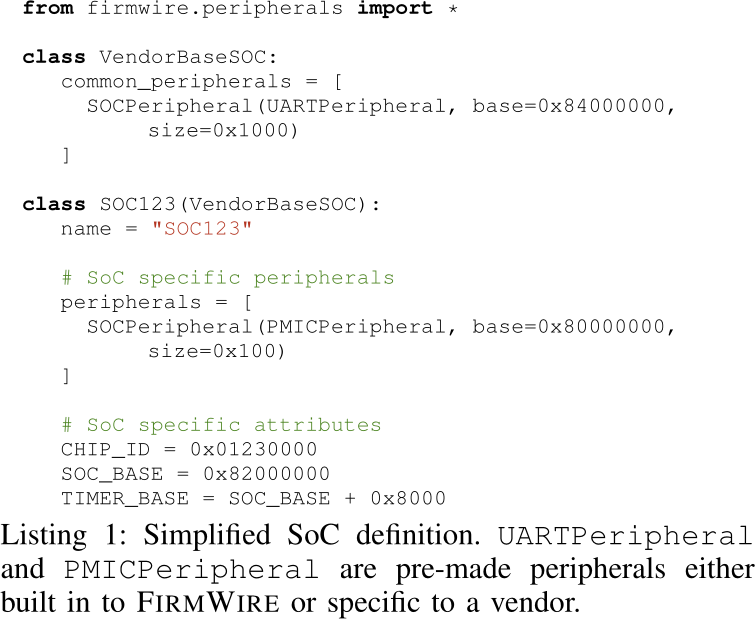 from firmwire.peripherals import *
class VendorBaseSOC:
common_peripherals = [
SOCPeripheral(UARTPeripheral, base=0x84000000,
size=0x1000)
]
class SOC123(VendorBaseSOC):
name = "SOC123"
# SoC specific peripherals
peripherals = [
SOCPeripheral(PMICPeripheral, base=0x80000000,
size=0x100)
]
# SoC specific attributes
CHIP_ID = 0x01230000
SOC_BASE = 0x82000000
TIMER_BASE = SOC_BASE + 0x8000
Listing 1: Simplified SoC definition. UARTPeripheral
and PMICPeripheral are pre-made peripherals either
built in to FIRMWIRE or specific to a vendor.